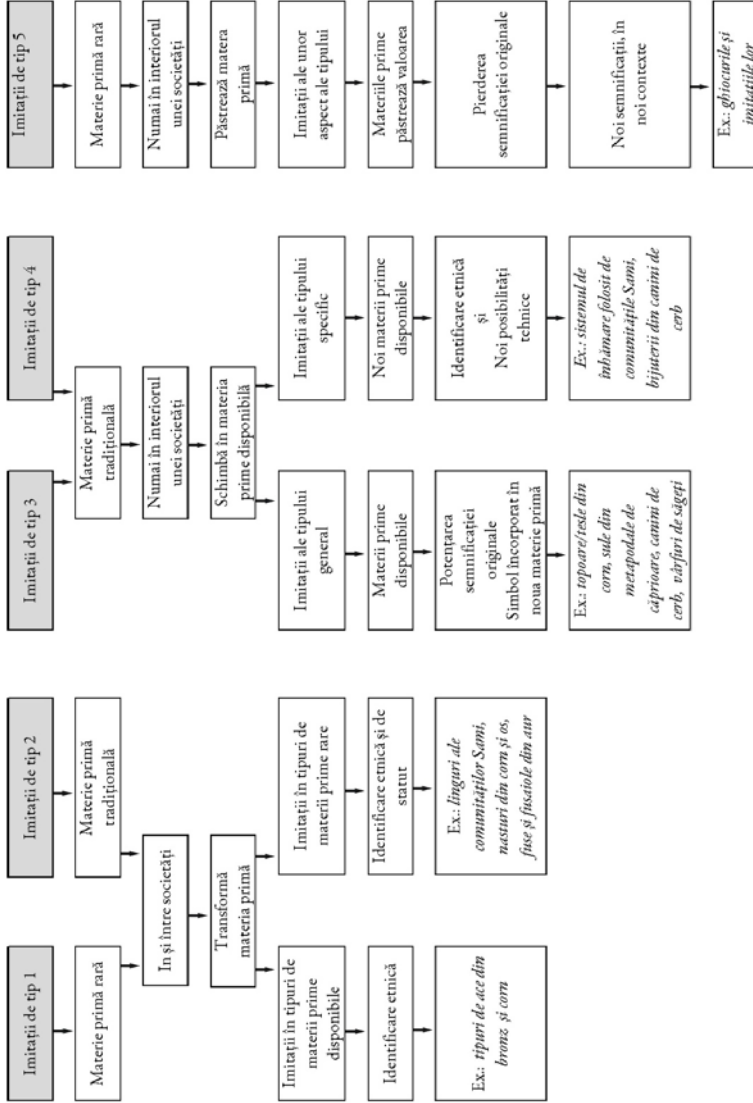 Imitații de tip 1
Materie primă rară
Imitații de tip 2
Materie primă
tradițională
In și între societăți
Transformă
materia primă
Imitații în tipuri de
materii prime
disponibile
Identificare etnică
Ex.: tipuri de ace din
bronz și corn
Imitații în tipuri de
materii prime rare
Identificare etnică și de
statut
Ex.: linguri ale
comunităților Sami,
nasturi din corn și os,
fuse și fusaiole din aur
Imitații de tip 3
Imitații de tip 4
Materie primă
tradițională
Numai în interiorul
unei societăți
Schimbă în materia
prime disponibilă
Imitații ale tipului
general
Materii prime
disponibile
Potențarea
semnificației
originale
Simbol încorporat în
noua materie primă
Ex.: topoare/tesle din
corn, sule din
metapodale de
căprioare, canini de
cerb, vârfuri de săgeți
Imitații ale tipului
specific
Noi materii prime
disponibile
Identificare etnică
și
Noi posibilități
tehnice
Ex.: sistemul de
înhămare folosit de
comunitățile Sami,
bijuterii din canini de
cerb
Imitații de tip 5
Materie primă rară
Numai în interiorul
unei societăți
Păstrează matera
primă
Imitații ale unor
aspect ale tipului
Materiile prime
păstrează valoarea
Pierderea
semnificației originale
Noi semnificații, în
noi contexte
Ex.: ghiocurile și
imitațiile lor